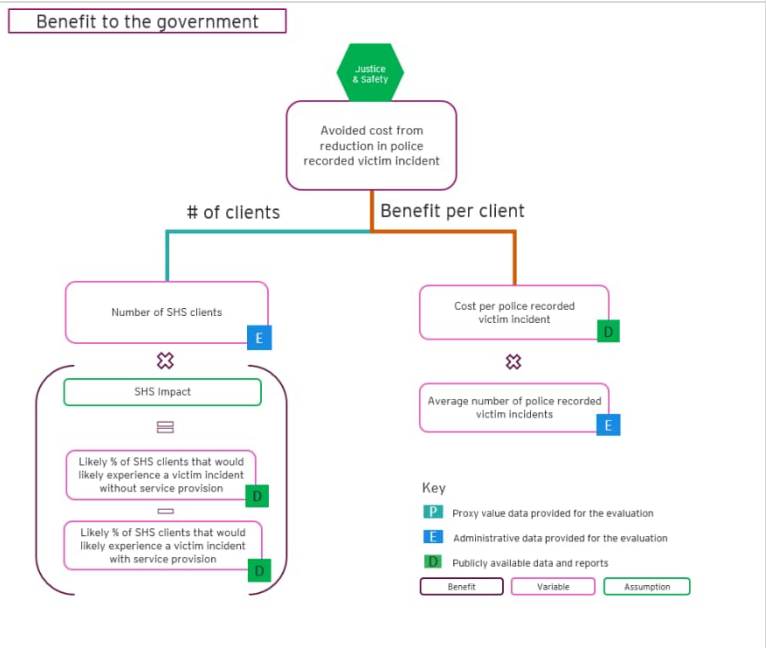 Benefit to the government
Justice
& Safety
Avoided cost from
reduction in police
recorded victim incident
# of clients
Benefit per client
Number of SHS clients
E
SHS Impact
Likely % of SHS clients that would
likely experience a victim incident
without service provision
D
Likely % of SHS clients that would
likely experience a victim incident
with service provision
D
Cost per police recorded
victim incident
D
Average number of police recorded
victim incidents
E
Key
P Proxy value data provided for the evaluation
E Administrative data provided for the evaluation
D Publicly available data and reports
Benefit Variable Assumption